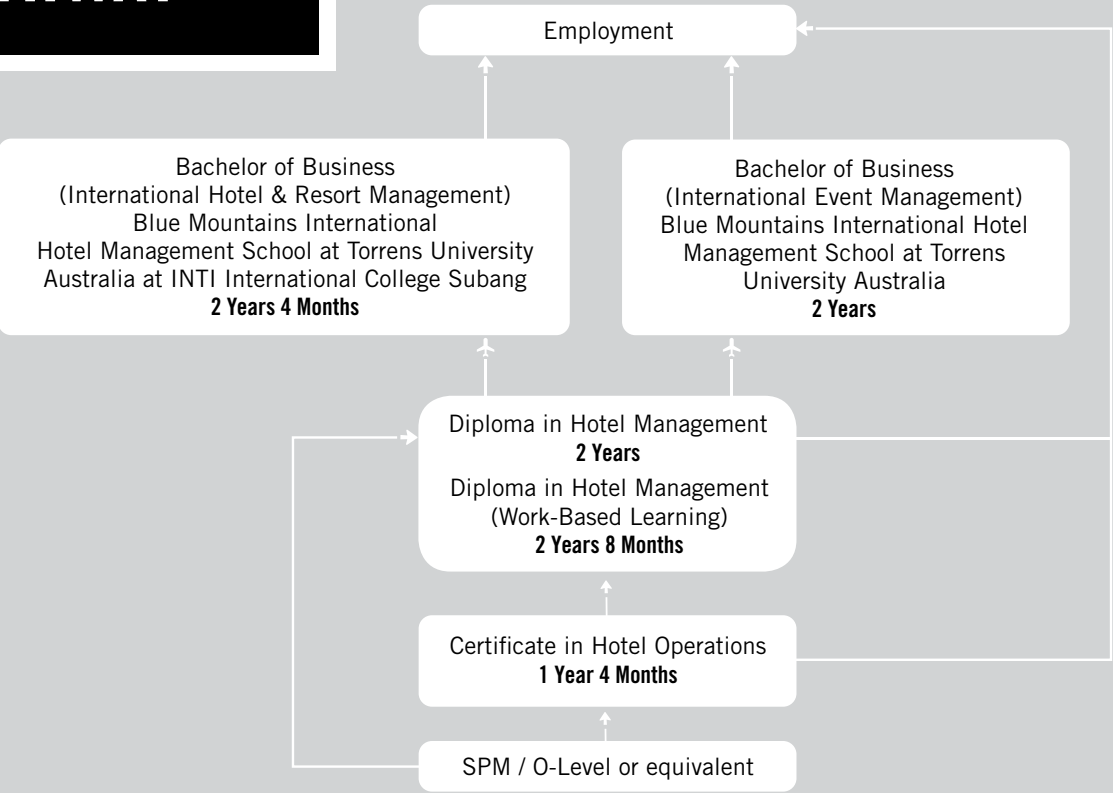 Employment
Bachelor of Business
(International Hotel & Resort Management)
Blue Mountains International
Hotel Management School at Torrens University
Australia at INTI International College Subang
2 Years 4 Months
Bachelor of Business
(International Event Management)
Blue Mountains International Hotel
Management School at Torrens
University Australia
2 Years
Diploma in Hotel Management
2 Years
Diploma in Hotel Management
(Work-Based Learning)
2 Years 8 Months
Certificate in Hotel Operations
1 Year 4 Months
SPM / O-Level or equivalent